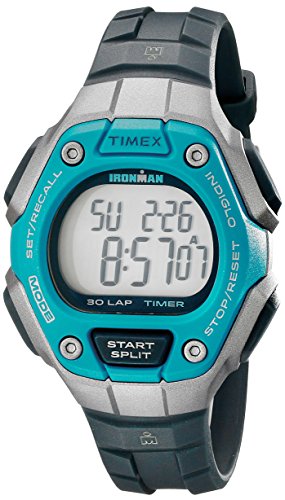 TIMEX
IRONMAN
SET/RECALL
INDIGLO
SU 2-26
A
8:57 07
MODE
STOP/RESET
30 LAP TIMER
START
SPLIT